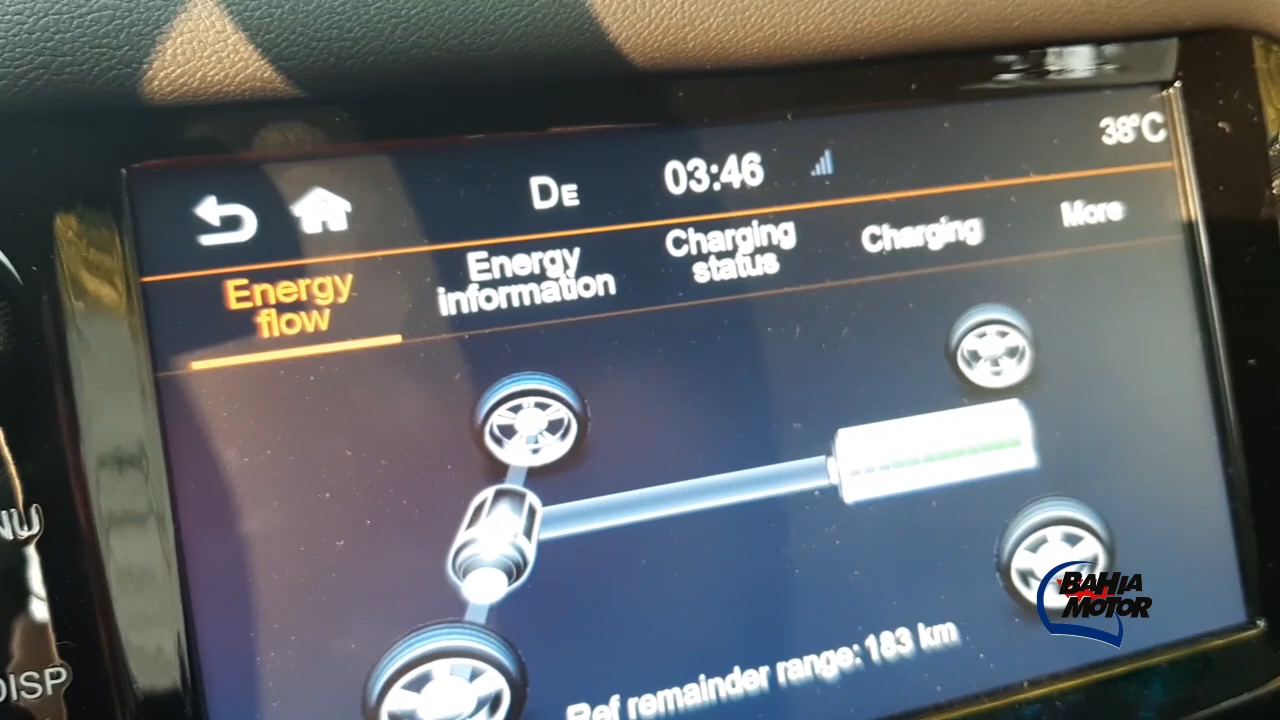 38°C
DE 03:46
Energy flow
Energy information
Charging status
Charging
More
Ref remainder range: 183 km
NU
DISP
BAHIA
MOTOR